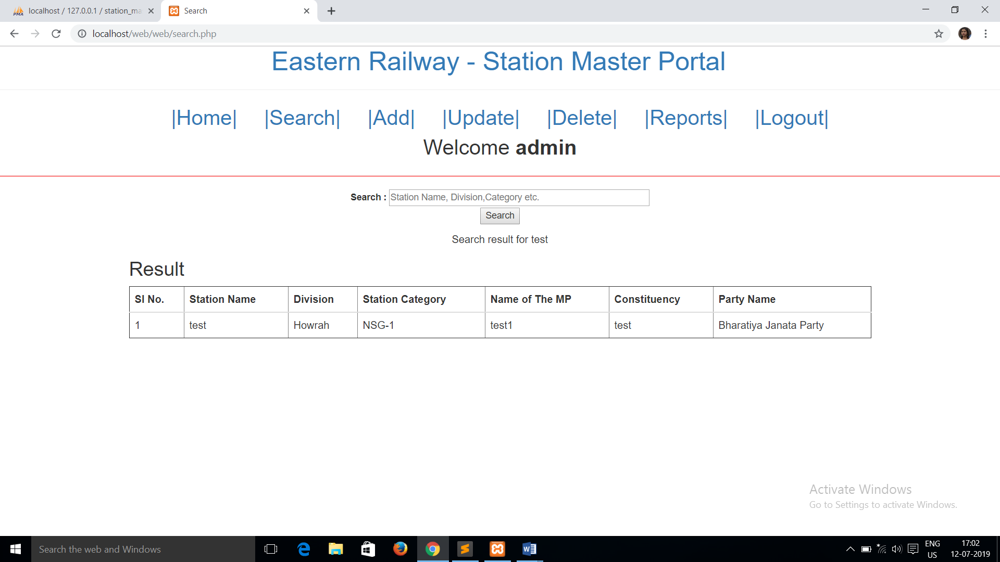 localhost / 127.0.0.1 / station_ma
Search
localhost/web/web/search.php
Eastern Railway - Station Master Portal
|Home| |Search| |Add| |Update| |Delete| |Reports| |Logout|
Welcome admin
Search : Station Name, Division,Category etc.
Search
Search result for test
Result
Sl No. Station Name Division Station Category Name of The MP Constituency Party Name
1 test Howrah NSG-1 test1 test Bharatiya Janata Party
Activate Windows
Go to Settings to activate Windows.
Search the web and Windows
ENG
US
17:02
12-07-2019